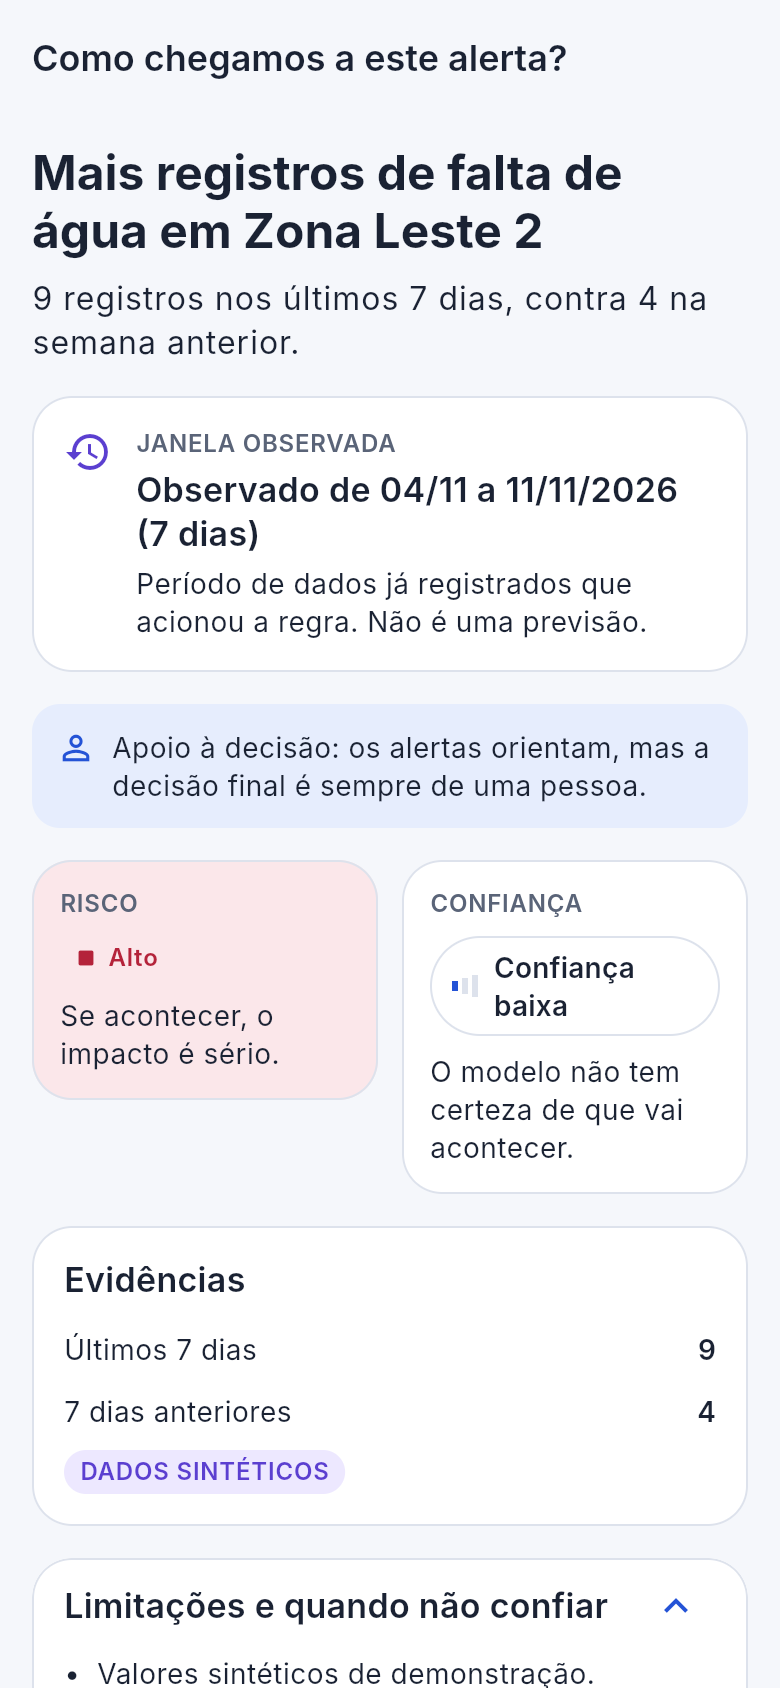 Como chegamos a este alerta?
Mais registros de falta de
água em Zona Leste 2
9 registros nos últimos 7 dias, contra 4 na
semana anterior.
JANELA OBSERVADA
Observado de 04/11 a 11/11/2026
(7 dias)
Período de dados já registrados que
acionou a regra. Não é uma previsão.
Apoio à decisão: os alertas orientam, mas a
decisão final é sempre de uma pessoa.
RISCO
Alto
Se acontecer, o
impacto é sério.
CONFIANÇA
Confiança
baixa
O modelo não tem
certeza de que vai
acontecer.
Evidências
Últimos 7 dias 9
7 dias anteriores 4
DADOS SINTÉTICOS
Limitações e quando não confiar
• Valores sintéticos de demonstração.